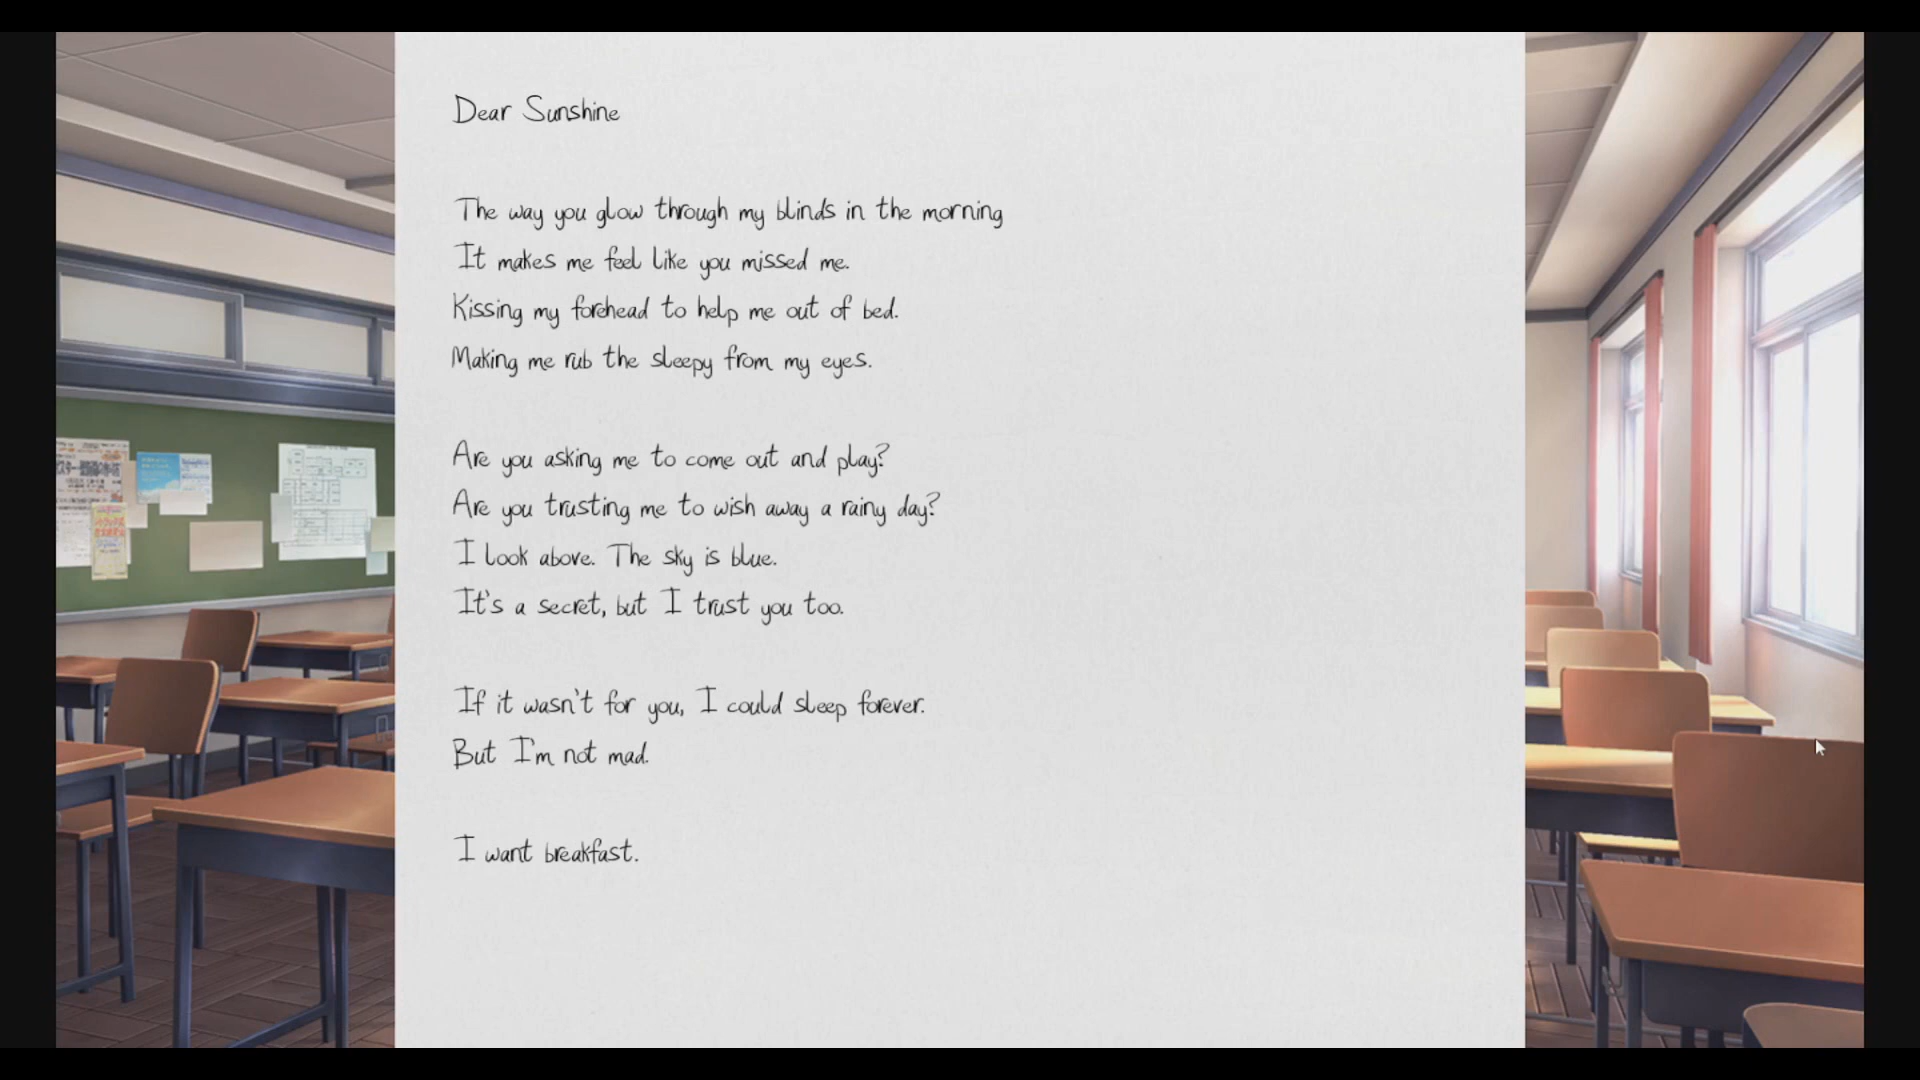 Dear Sunshine
The way you glow through my blinds in the morning
It makes me feel like you missed me.
Kissing my forehead to help me out of bed.
Making me rub the sleepy from my eyes.
Are you asking me to come out and play?
Are you trusting me to wish away a rainy day?
I look above. The sky is blue.
It's a secret, but I trust you too.
If it wasn't for you, I could sleep forever.
But I'm not mad.
I want breakfast.